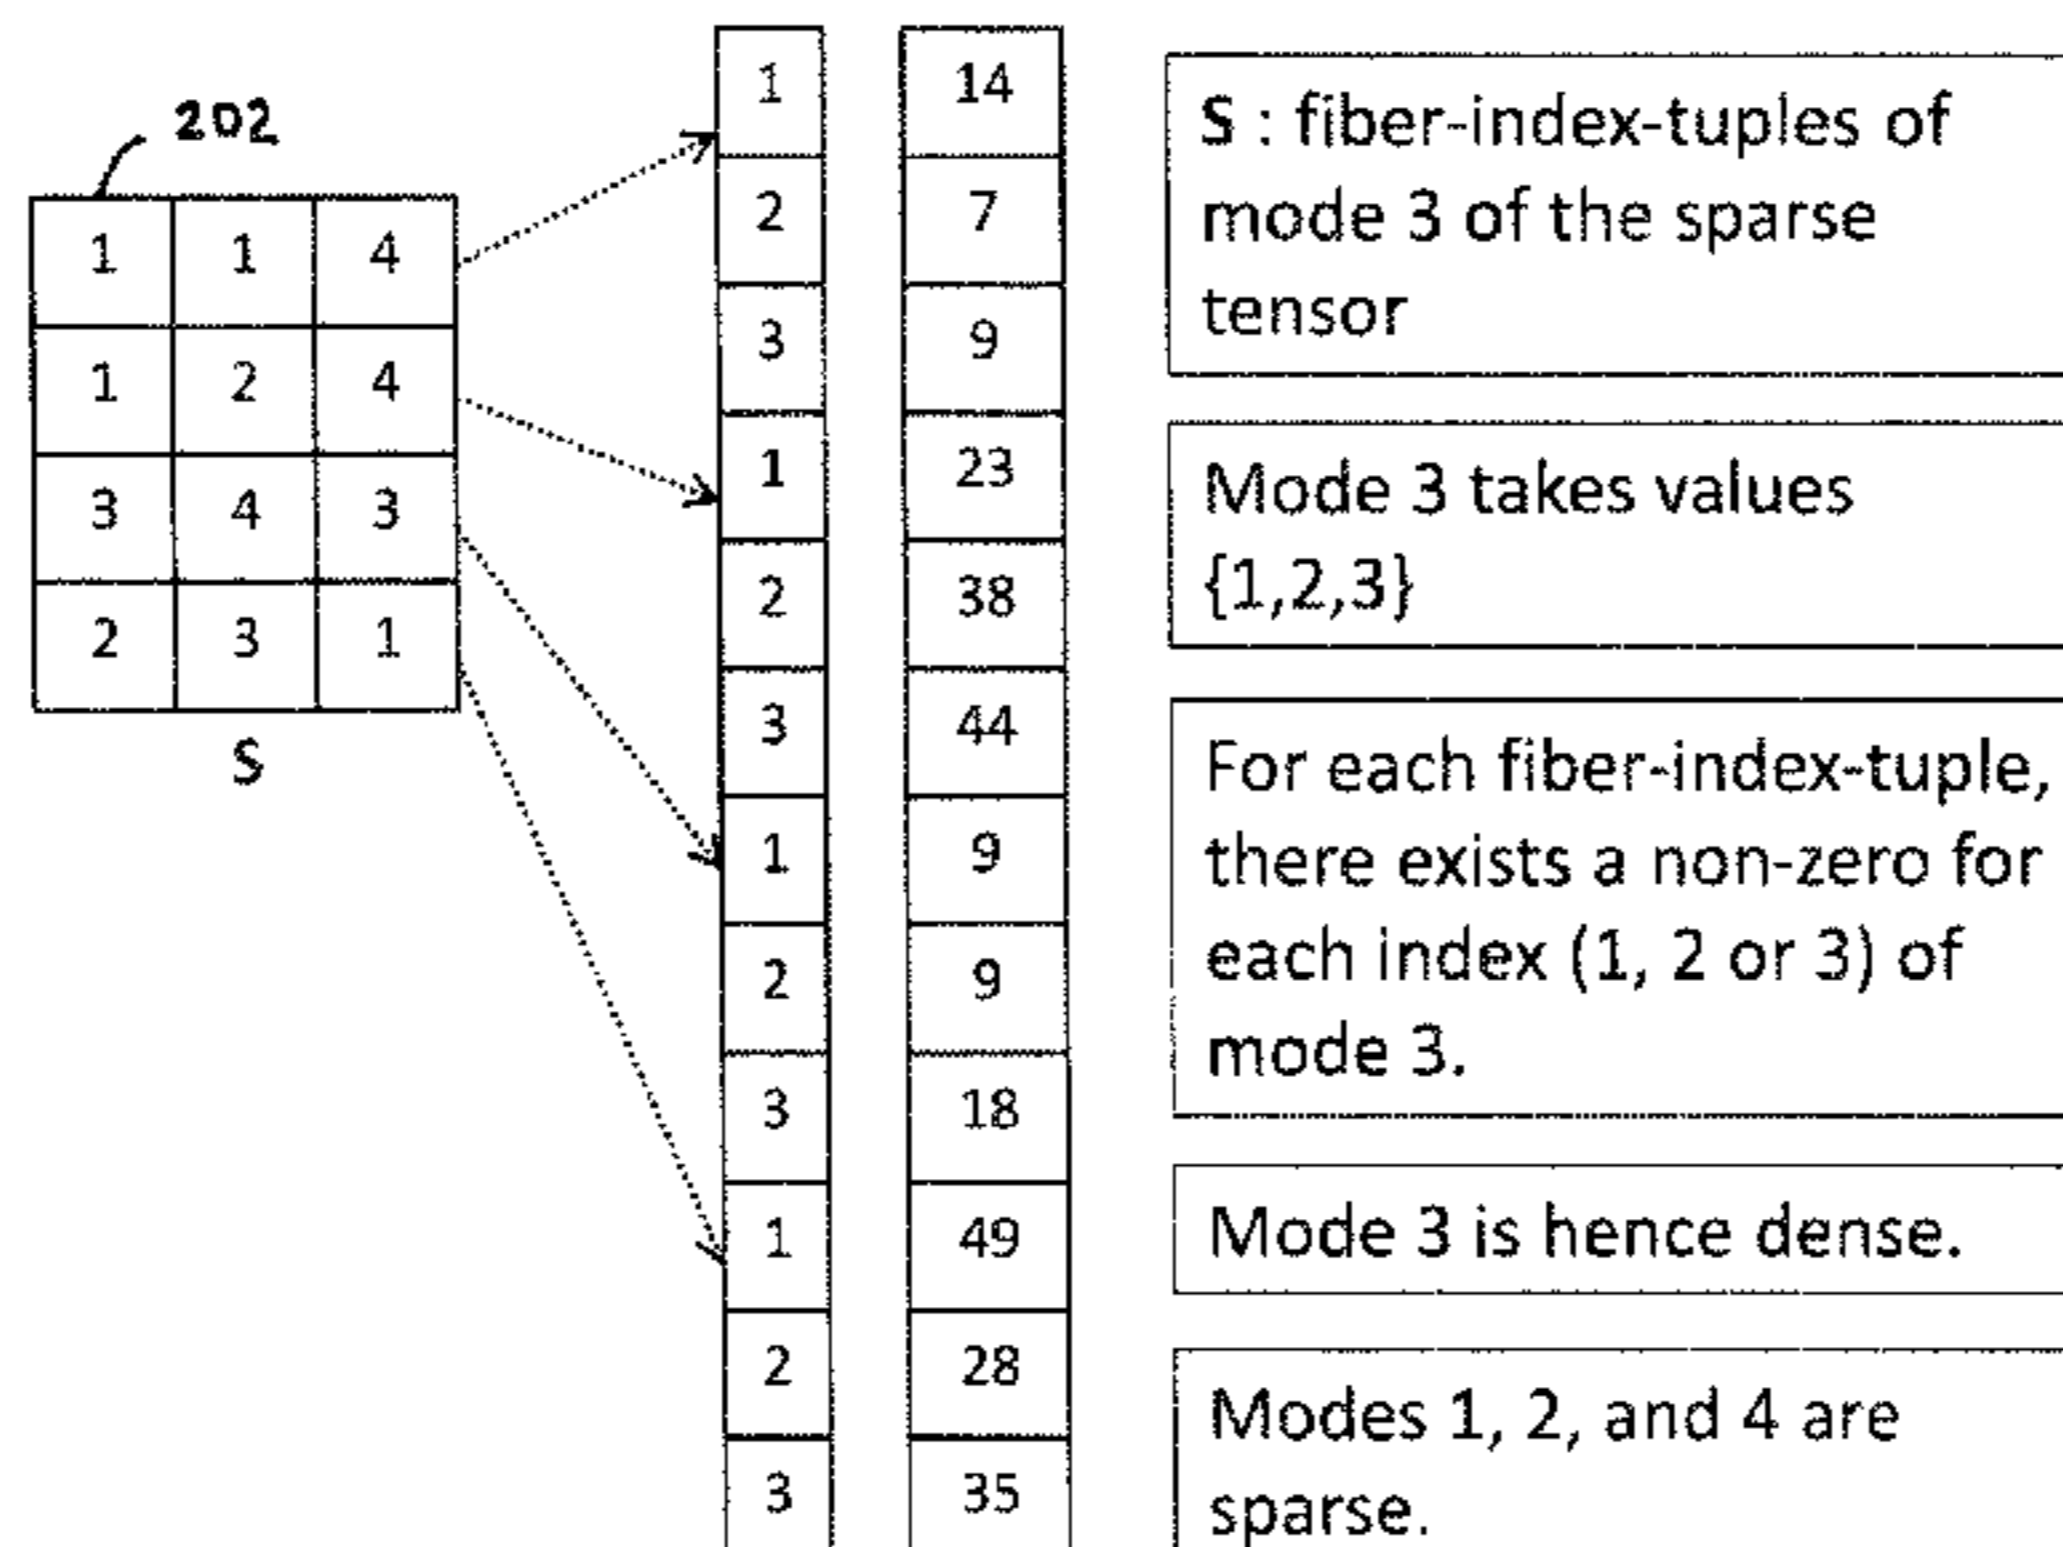 202
1 1 4
1 2 4
3 4 3
2 3 1
S
1 14
2 7
3 9
1 23
2 38
3 44
1 9
2 9
3 18
1 49
2 28
3 35
S : fiber-index-tuples of
mode 3 of the sparse
tensor
Mode 3 takes values
{1,2,3}
For each fiber-index-tuple,
there exists a non-zero for
each index (1, 2 or 3) of
mode 3.
Mode 3 is hence dense.
Modes 1, 2, and 4 are
sparse.